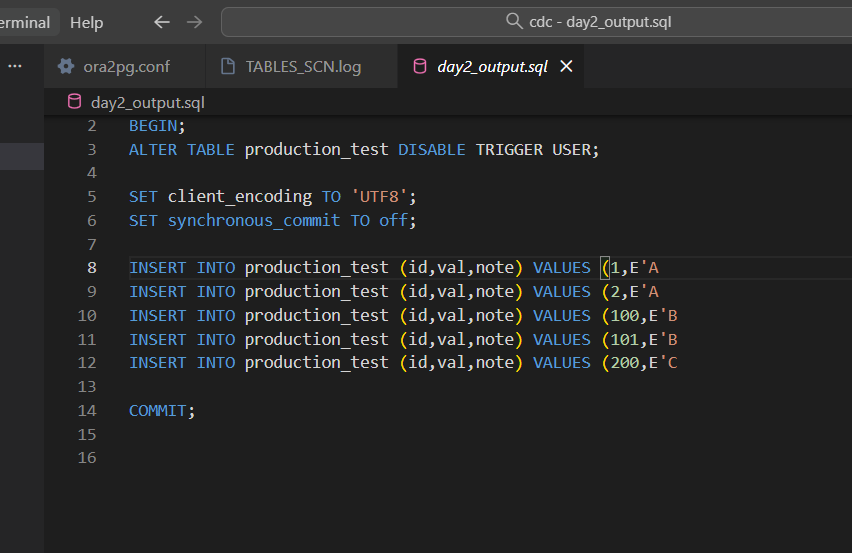 erminal Help ← → cdc - day2_output.sql
··· ora2pg.conf TABLES_SCN.log day2_output.sql ×
day2_output.sql
2 BEGIN;
3 ALTER TABLE production_test DISABLE TRIGGER USER;
4
5 SET client_encoding TO 'UTF8';
6 SET synchronous_commit TO off;
7
8 INSERT INTO production_test (id,val,note) VALUES (1,E'A
9 INSERT INTO production_test (id,val,note) VALUES (2,E'A
10 INSERT INTO production_test (id,val,note) VALUES (100,E'B
11 INSERT INTO production_test (id,val,note) VALUES (101,E'B
12 INSERT INTO production_test (id,val,note) VALUES (200,E'C
13
14 COMMIT;
15
16